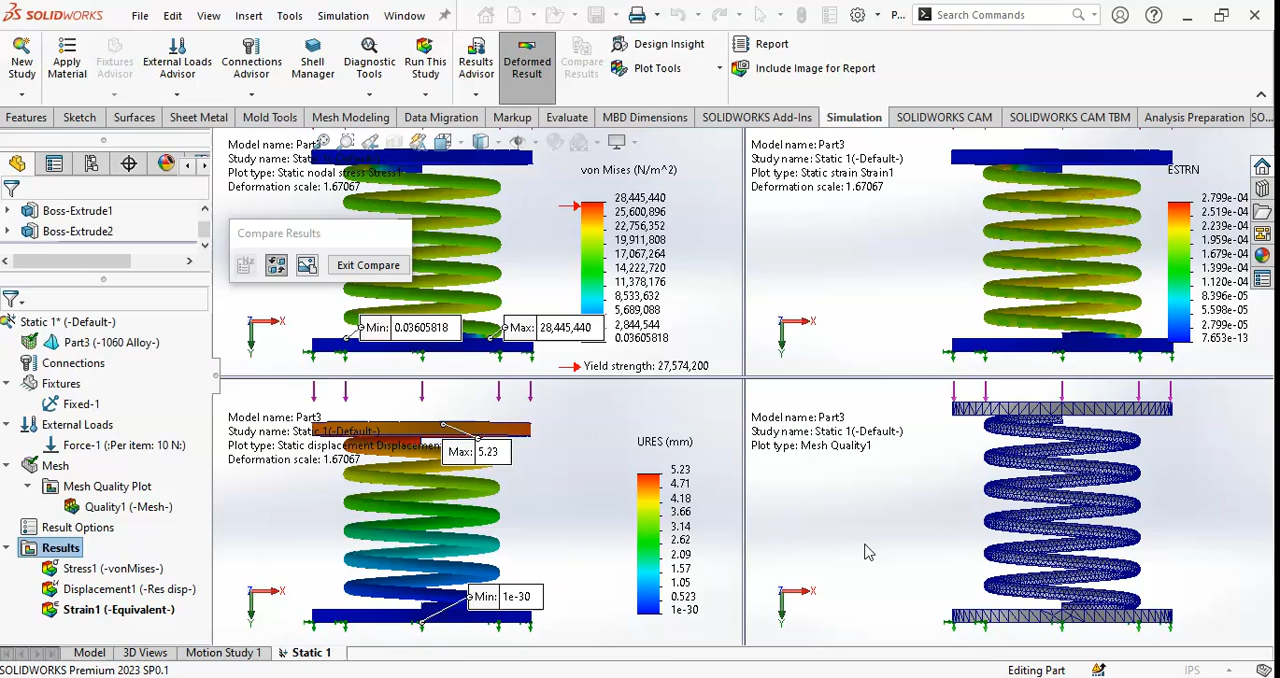 SOLIDWORKS
File Edit View Insert Tools Simulation Window
P...
Search Commands
New Study
Apply Material
Fixtures Advisor
External Loads Advisor
Connections Advisor
Shell Manager
Diagnostic Tools
Run This Study
Results Advisor
Deformed Result
Compare Results
Design Insight
Plot Tools
Report
Include Image for Report
Features Sketch Surfaces Sheet Metal Mold Tools Mesh Modeling Data Migration Markup Evaluate MBD Dimensions SOLIDWORKS Add-Ins Simulation SOLIDWORKS CAM SOLIDWORKS CAM TBM Analysis Preparation SO...
Boss-Extrude1
Boss-Extrude2
Static 1* (-Default-)
Part3 (-1060 Alloy-)
Connections
Fixtures
Fixed-1
External Loads
Force-1 (:Per item: 10 N:)
Mesh
Mesh Quality Plot
Quality1 (-Mesh-)
Result Options
Results
Stress1 (-vonMises-)
Displacement1 (-Res disp-)
Strain1 (-Equivalent-)
Model name: Part3
Plot type: Static nodal stress Stress1
Deformation scale: 1.67067
Compare Results
Exit Compare
Min: 0.03605818
Max: 28,445,440
von Mises (N/m^2)
28,445,440
25,600,896
22,756,352
19,911,808
17,067,264
14,222,720
11,378,176
8,533,632
5,689,088
2,844,544
0.03605818
Yield strength: 27,574,200
Z X Y
Model name: Part3
Study name: Static 1(-Default-)
Plot type: Static strain Strain1
Deformation scale: 1.67067
ESTRN
2.799e-04
2.519e-04
2.239e-04
1.959e-04
1.679e-04
1.399e-04
1.120e-04
8.396e-05
5.598e-05
2.799e-05
7.653e-13
Z X Y
Model name: Part3
Study name: Static 1(-Default-)
Plot type: Static displacement Displacement1
Deformation scale: 1.67067
Max: 5.23
Min: 1e-30
URES (mm)
5.23
4.71
4.18
3.66
3.14
2.62
2.09
1.57
1.05
0.523
1e-30
Z X Y
Model name: Part3
Study name: Static 1(-Default-)
Plot type: Mesh Quality1
Z X Y
Model 3D Views Motion Study 1 Static 1
SOLIDWORKS Premium 2023 SP0.1
Editing Part
IPS